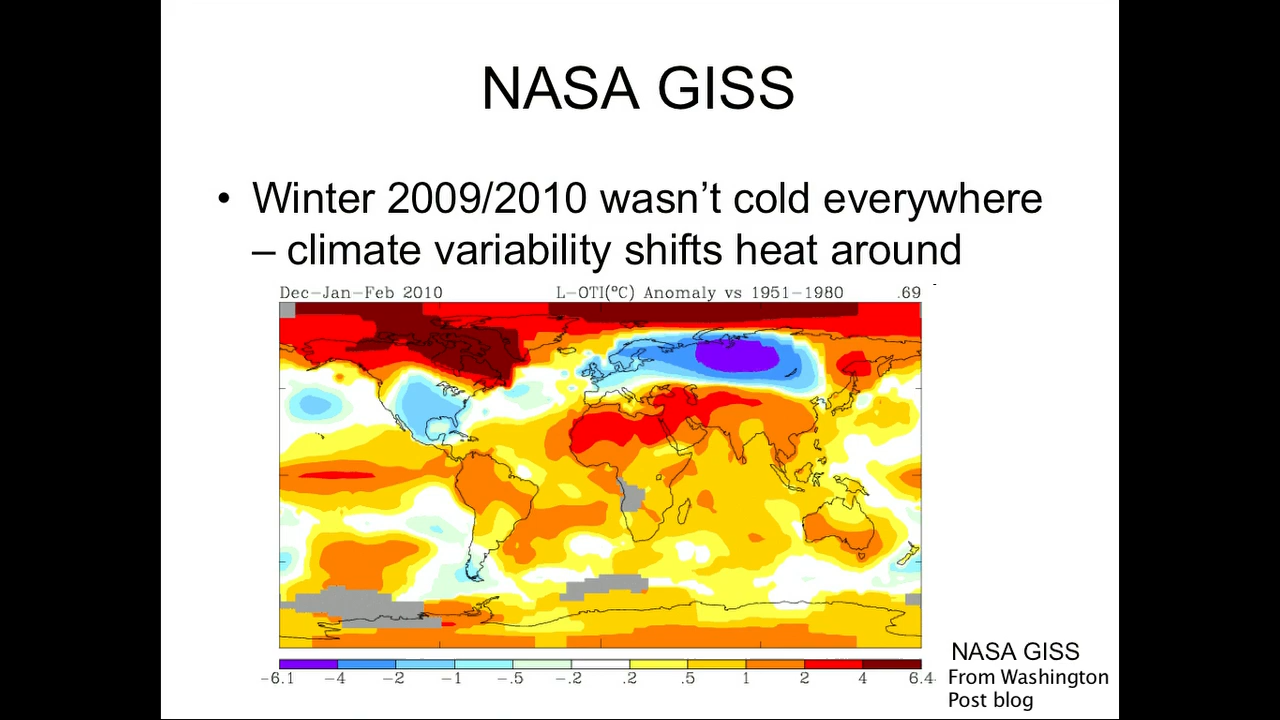 NASA GISS
• Winter 2009/2010 wasn't cold everywhere
– climate variability shifts heat around
Dec-Jan-Feb 2010 L-OTI(°C) Anomaly vs 1951-1980 .69
-6.1 -4 -2 -1 -.5 -.2 .2 .5 1 2 4 6.4
NASA GISS
From Washington
Post blog